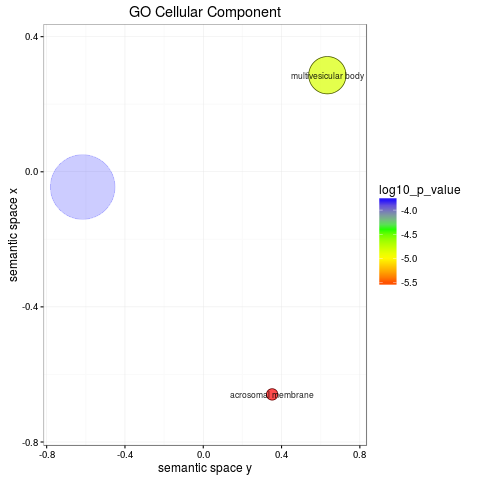 GO Cellular Component
0.4
0.0
-0.4
-0.8
semantic space x
multivesicular body
acrosomal membrane
-0.8
-0.4
0.0
0.4
0.8
semantic space y
log10_p_value
-4.0
-4.5
-5.0
-5.5